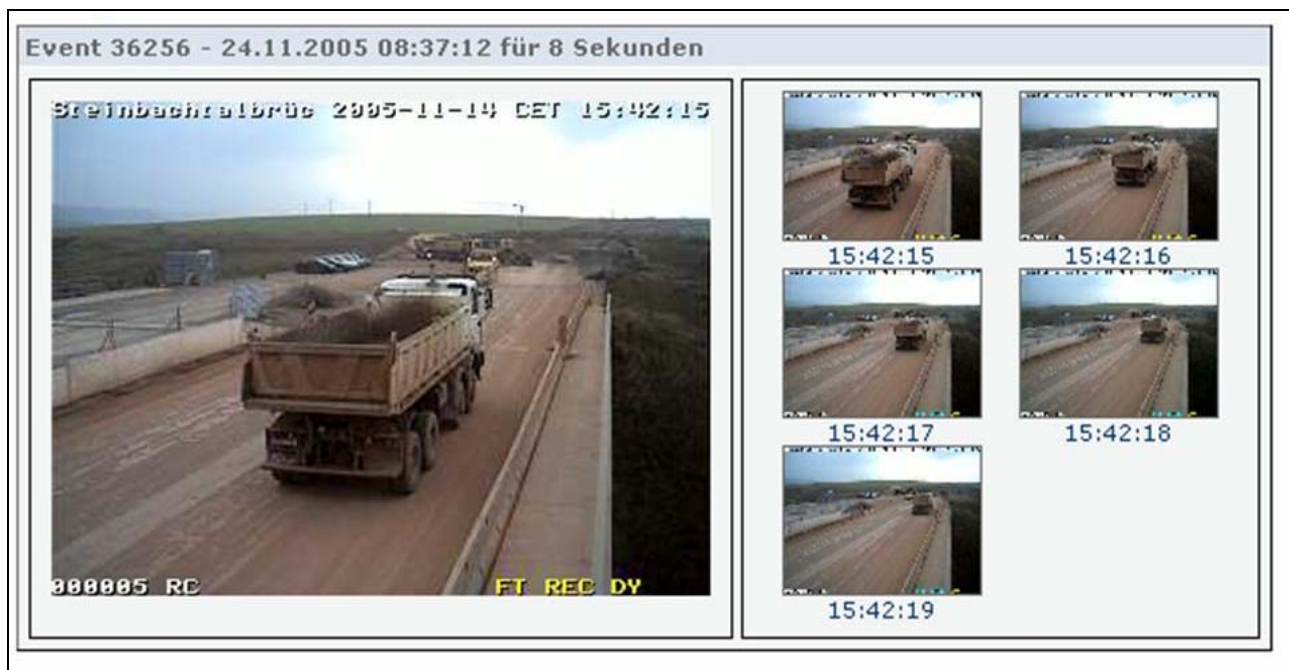 Event 36256 - 24.11.2005 08:37:12 für 8 Sekunden
Steinbachtalbrüc 2005-11-14 CET 15:42:15
000005 RC FT REC DY
15:42:15 15:42:16
15:42:17 15:42:18
15:42:19